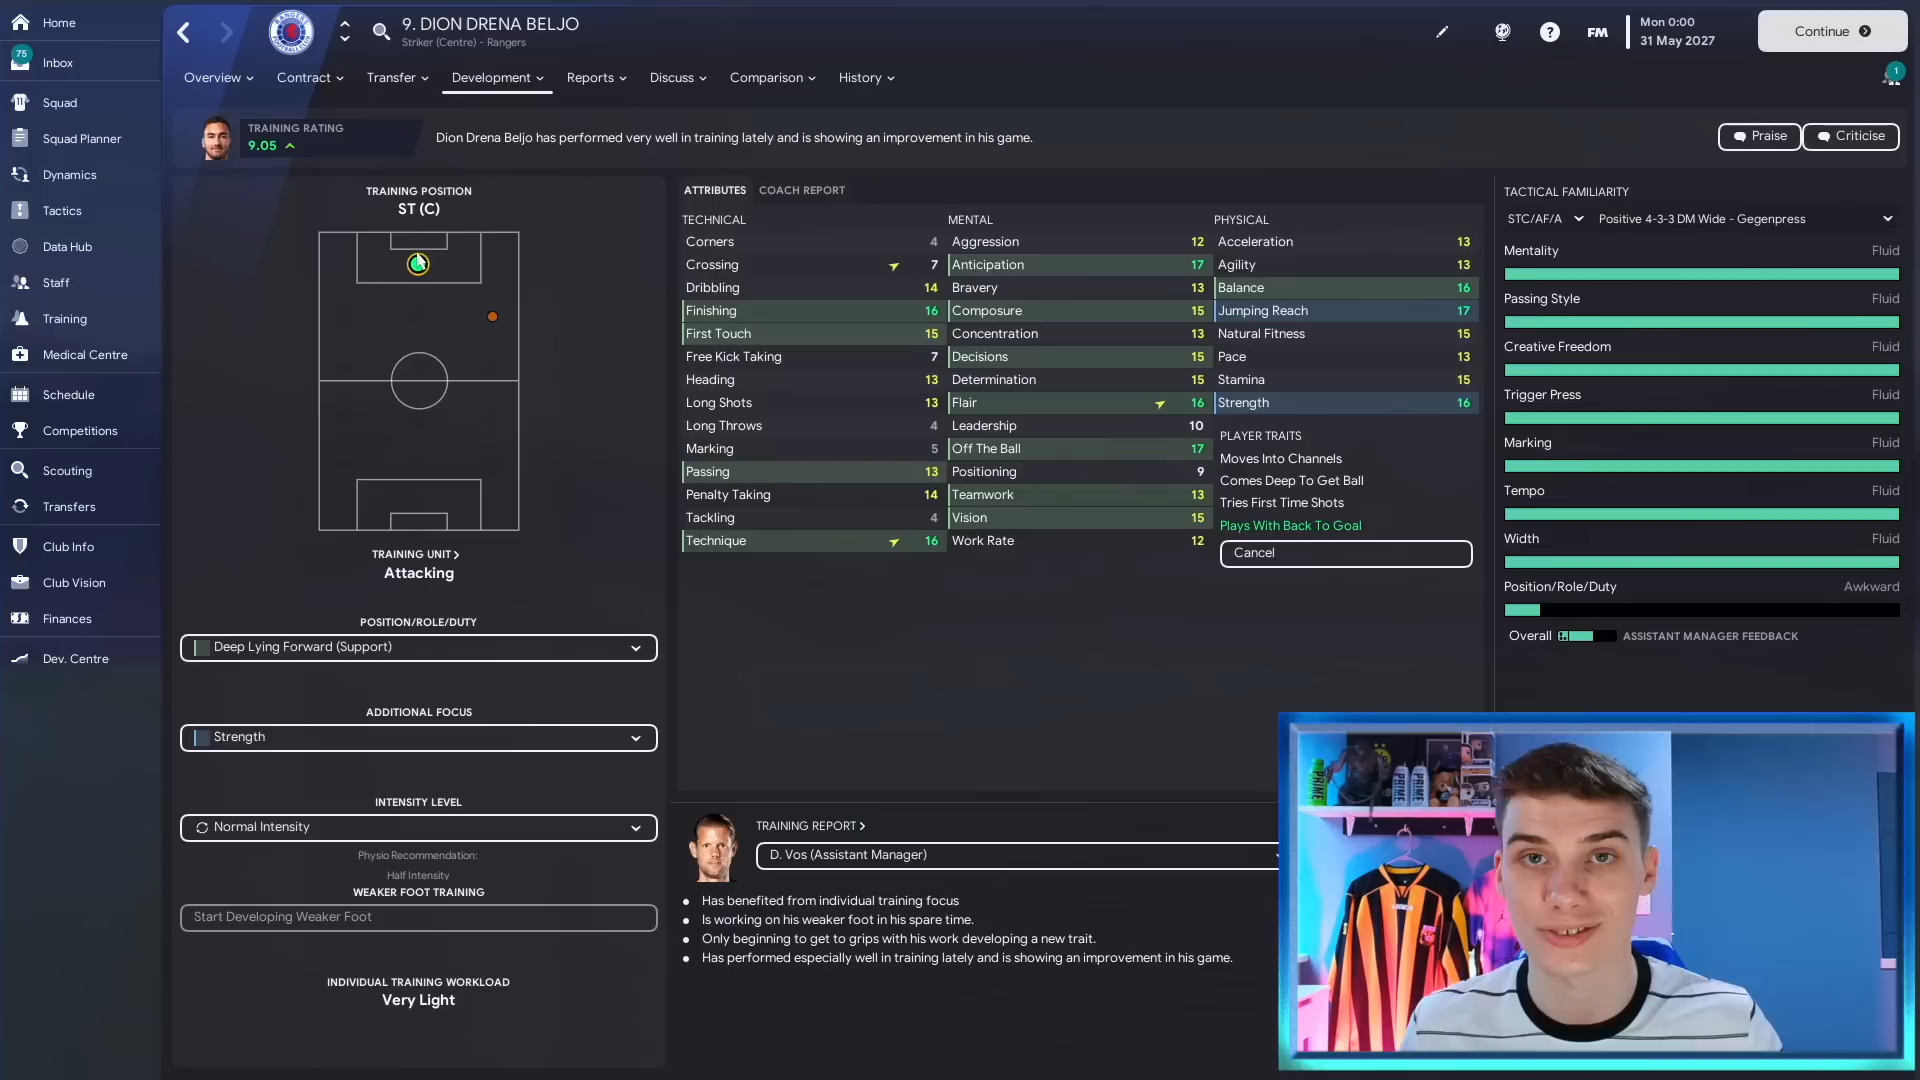 Home
75
Inbox
Squad
Squad Planner
Dynamics
Tactics
Data Hub
Staff
Training
Medical Centre
Schedule
Competitions
Scouting
Transfers
Club Info
Club Vision
Finances
Dev. Centre
9. DION DRENA BELJO
Striker (Centre) - Rangers
FM
Mon 0:00
31 May 2027
Continue
1
Overview Contract Transfer Development Reports Discuss Comparison History
TRAINING RATING
9.05
Dion Drena Beljo has performed very well in training lately and is showing an improvement in his game.
Praise
Criticise
TRAINING POSITION
ST (C)
TRAINING UNIT >
Attacking
POSITION/ROLE/DUTY
Deep Lying Forward (Support)
ADDITIONAL FOCUS
Strength
INTENSITY LEVEL
Normal Intensity
Physio Recommendation:
Half Intensity
WEAKER FOOT TRAINING
Start Developing Weaker Foot
INDIVIDUAL TRAINING WORKLOAD
Very Light
ATTRIBUTES COACH REPORT
TECHNICAL
Corners 4
Crossing 7
Dribbling 14
Finishing 16
First Touch 15
Free Kick Taking 7
Heading 13
Long Shots 13
Long Throws 4
Marking 5
Passing 13
Penalty Taking 14
Tackling 4
Technique 16
MENTAL
Aggression 12
Anticipation 17
Bravery 13
Composure 15
Concentration 13
Decisions 15
Determination 15
Flair 16
Leadership 10
Off The Ball 17
Positioning 9
Teamwork 13
Vision 15
Work Rate 12
PHYSICAL
Acceleration 13
Agility 13
Balance 16
Jumping Reach 17
Natural Fitness 15
Pace 13
Stamina 15
Strength 16
PLAYER TRAITS
Moves Into Channels
Comes Deep To Get Ball
Tries First Time Shots
Plays With Back To Goal
Cancel
TRAINING REPORT >
D. Vos (Assistant Manager)
Has benefited from individual training focus
Is working on his weaker foot in his spare time.
Only beginning to get to grips with his work developing a new trait.
Has performed especially well in training lately and is showing an improvement in his game.
TACTICAL FAMILIARITY
STC/AF/A Positive 4-3-3 DM Wide - Gegenpress
Mentality Fluid
Passing Style Fluid
Creative Freedom Fluid
Trigger Press Fluid
Marking Fluid
Tempo Fluid
Width Fluid
Position/Role/Duty Awkward
Overall ASSISTANT MANAGER FEEDBACK
PRIME
PRIME